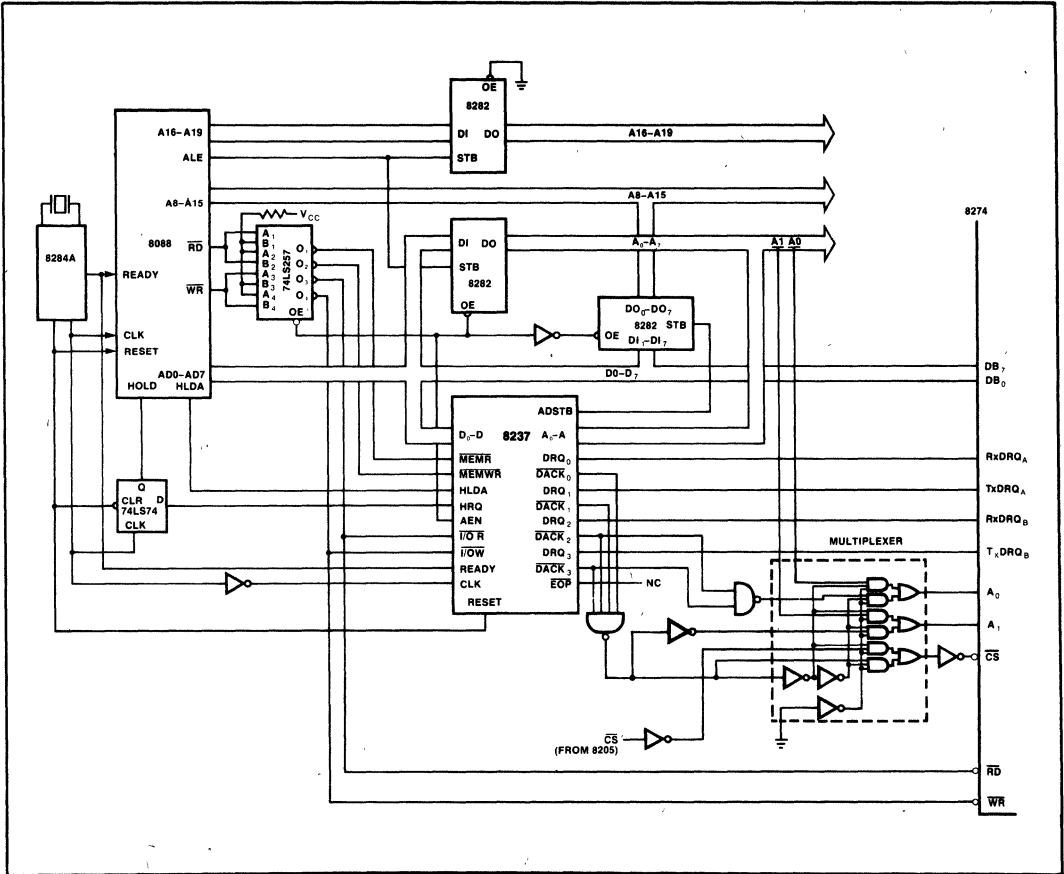 OE
8282
DI DO
STB
A16-A19
A16-A19
ALE
A8-A15
A8-A15
VCC
8088
RD
WR
A1
B1
A2
B2
A3
B3
A4
B4
OE
74LS257
O1
O2
O3
O1
8284A
READY
CLK
RESET
AD0-AD7
HOLD HLDA
DI DO
STB
8282
OE
A0-A7
A1 A0
8274
DO0-DO7
8282 STB
OE
DI1-DI7
D0-D7
DB7
DB0
ADSTB
D0-D 8237 A0-A
MEMR
MEMWR
HLDA
HRQ
AEN
I/O R
I/OW
READY
CLK
RESET
DRQ0
DACK0
DRQ1
DACK1
DRQ2
DACK2
DRQ3
DACK3
EOP
NC
RxDRQA
TxDRQA
RxDRQB
TxDRQB
Q
CLR D
74LS74
CLK
MULTIPLEXER
A0
A1
CS
CS
(FROM 8205)
RD
WR